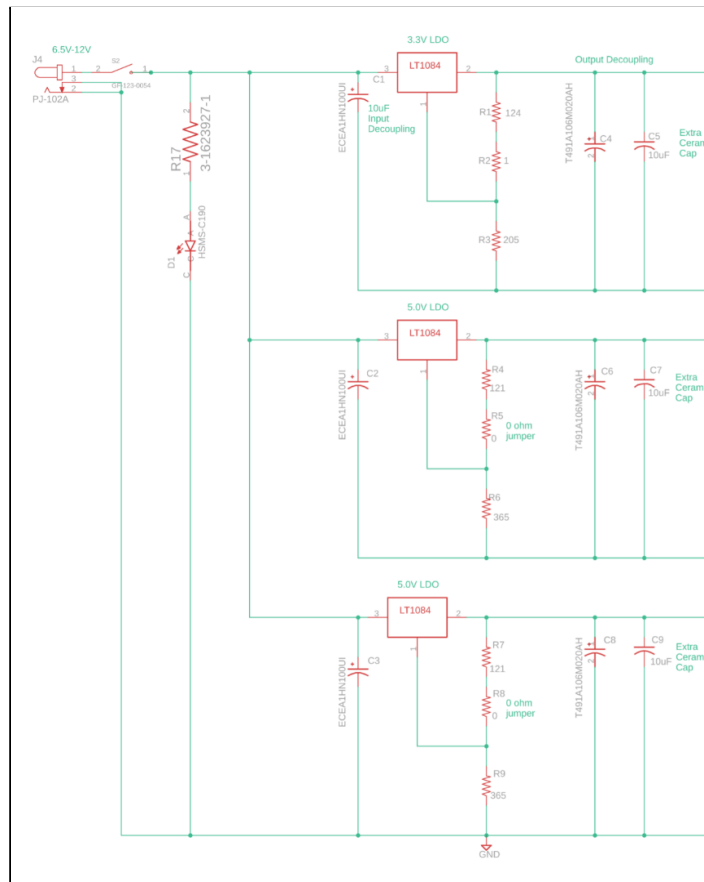 6.5V-12V
J4
1
3
2
PJ-102A
2
S2
1
GF-123-0054
2
R17
3-1623927-1
1
A
A
D1
HSMS-C190
C
C
3.3V LDO
LT1084
3
2
1
C1
ECEA1HN100UI
10uF
Input
Decoupling
R1
124
R2
1
R3
205
Output Decoupling
T491A106M020AH
C4
2
C5
10uF
Extra
Ceram
Cap
5.0V LDO
LT1084
3
2
1
C2
ECEA1HN100UI
R4
121
R5
0
0 ohm
jumper
R6
365
T491A106M020AH
C6
2
C7
10uF
Extra
Ceram
Cap
5.0V LDO
LT1084
3
2
1
C3
ECEA1HN100UI
R7
121
R8
0
0 ohm
jumper
R9
365
T491A106M020AH
C8
2
C9
10uF
Extra
Ceram
Cap
GND